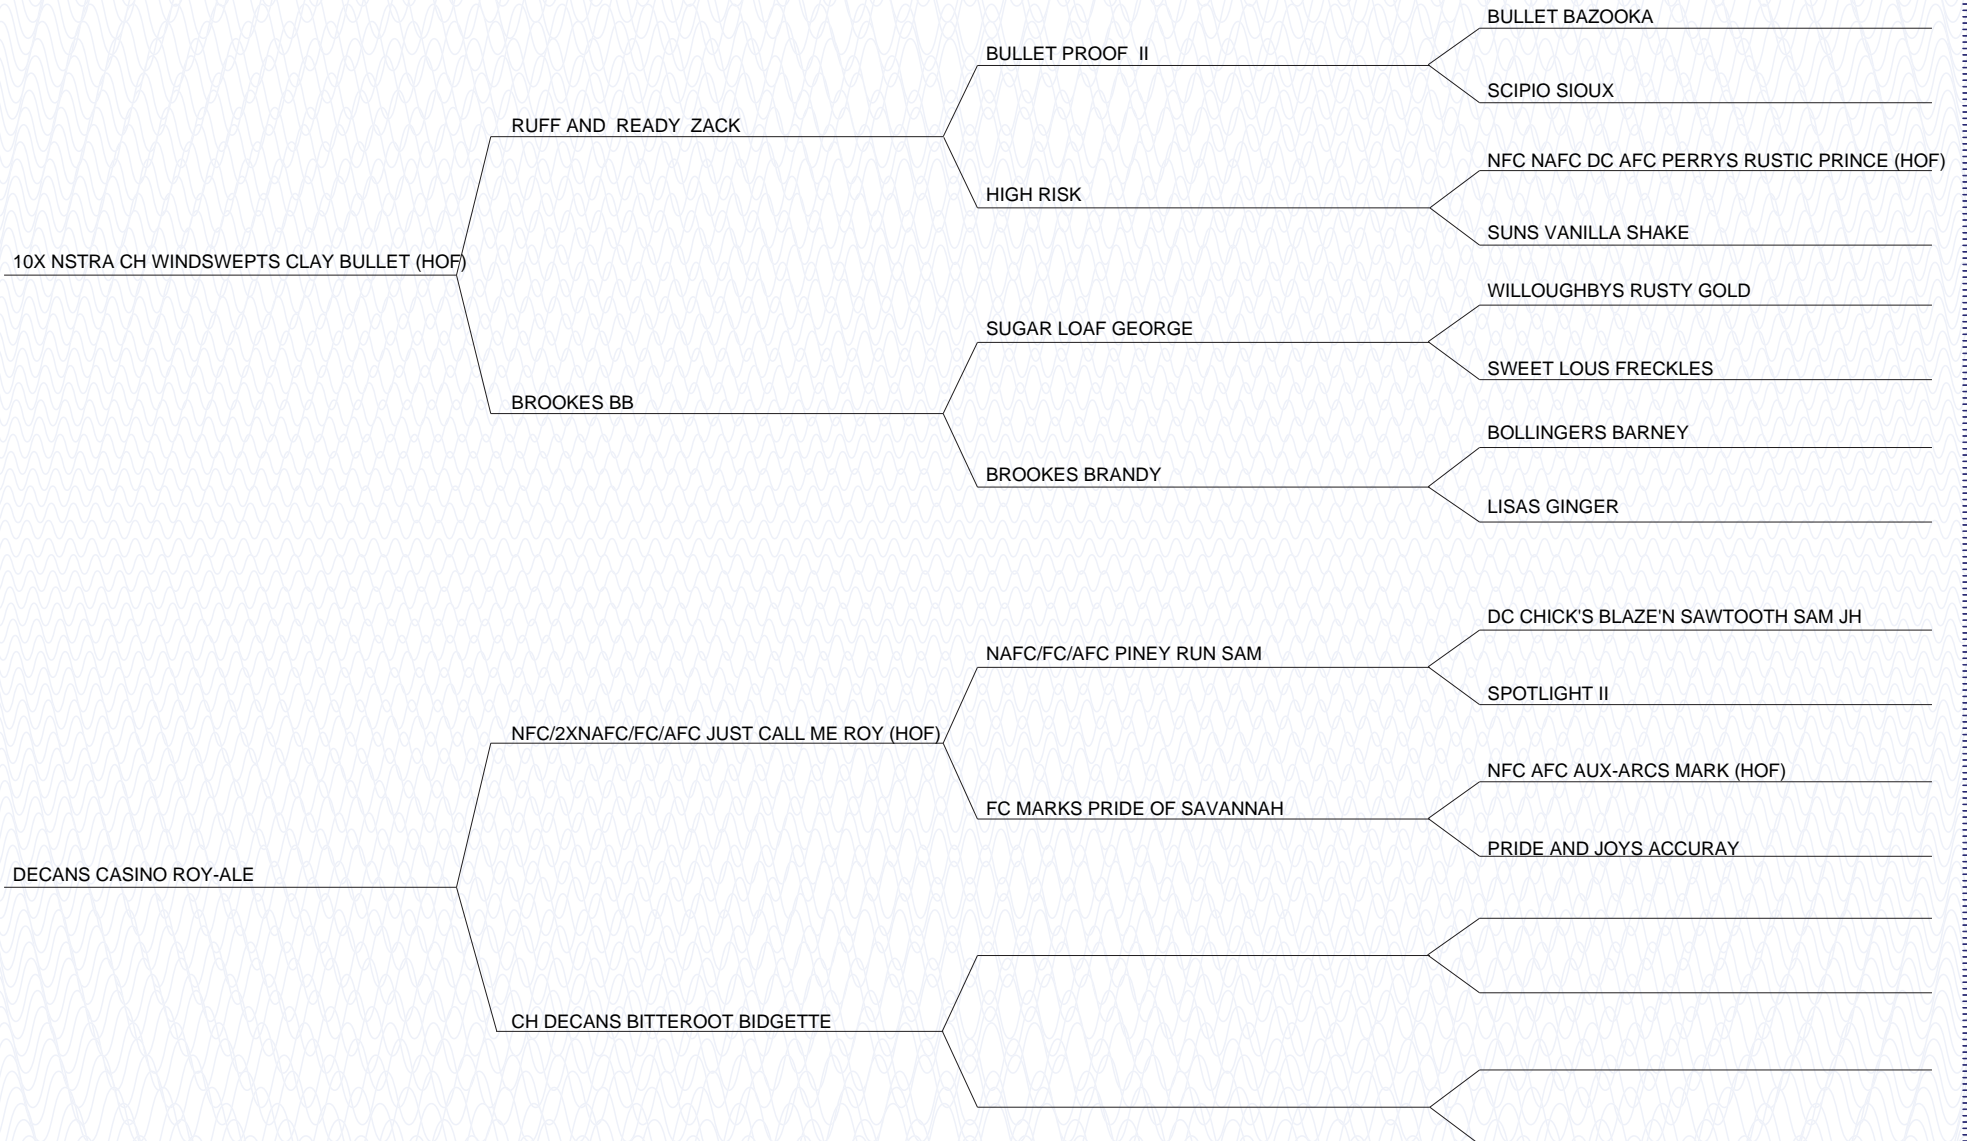 BULLET BAZOOKA
BULLET PROOF  II
SCIPIO SIOUX
RUFF AND  READY  ZACK
NFC NAFC DC AFC PERRYS RUSTIC PRINCE (HOF)
HIGH RISK
SUNS VANILLA SHAKE
10X NSTRA CH WINDSWEPTS CLAY BULLET (HOF)
WILLOUGHBYS RUSTY GOLD
SUGAR LOAF GEORGE
SWEET LOUS FRECKLES
BROOKES BB
BOLLINGERS BARNEY
BROOKES BRANDY
LISAS GINGER
DC CHICK'S BLAZE'N SAWTOOTH SAM JH
NAFC/FC/AFC PINEY RUN SAM
SPOTLIGHT II
NFC/2XNAFC/FC/AFC JUST CALL ME ROY (HOF)
NFC AFC AUX-ARCS MARK (HOF)
FC MARKS PRIDE OF SAVANNAH
PRIDE AND JOYS ACCURAY
DECANS CASINO ROY-ALE
CH DECANS BITTEROOT BIDGETTE